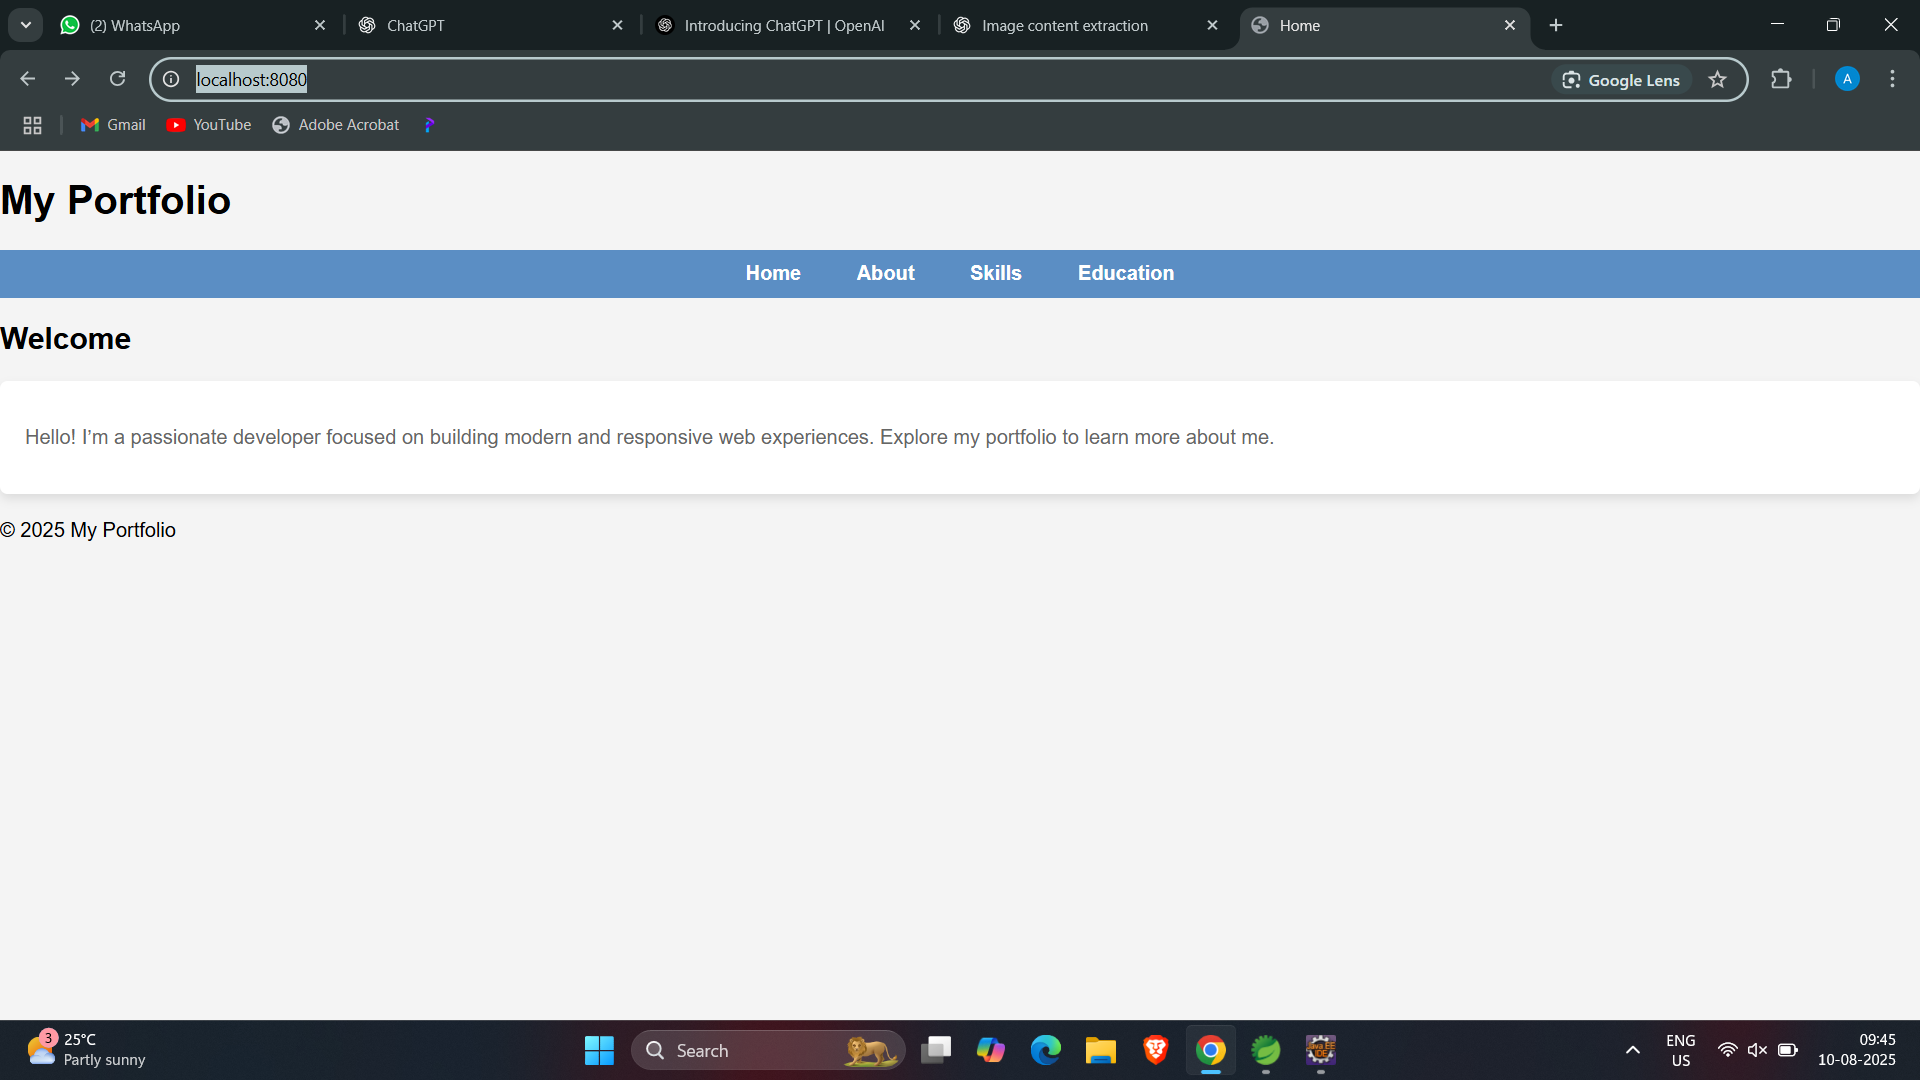 (2) WhatsApp
ChatGPT
Introducing ChatGPT | OpenAI
Image content extraction
Home
localhost:8080
Google Lens
A
Gmail
YouTube
Adobe Acrobat
My Portfolio
Home About Skills Education
Welcome
Hello! I’m a passionate developer focused on building modern and responsive web experiences. Explore my portfolio to learn more about me.
© 2025 My Portfolio
3
25°C
Partly sunny
Search
Java EE
IDE
ENG
US
09:45
10-08-2025